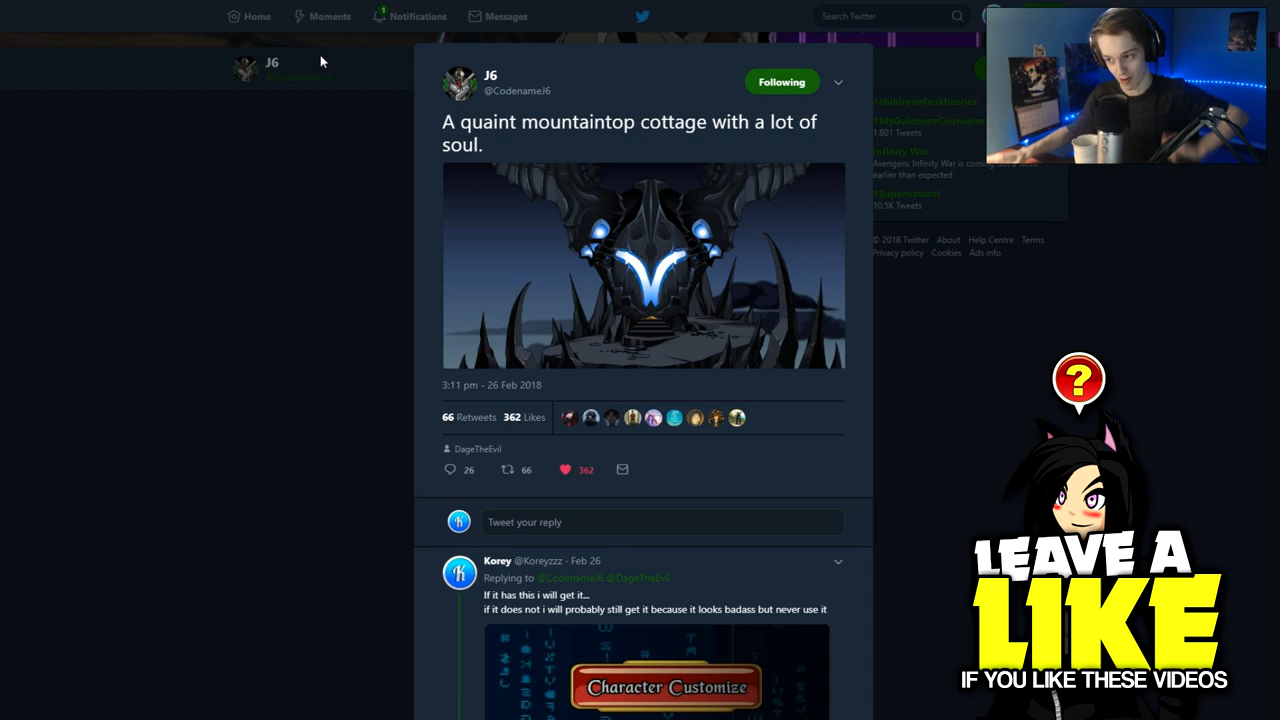 Home
Moments
1
Notifications
Messages
Search Twitter
J6
@CodenameJ6
J6
@CodenameJ6
Following
A quaint mountaintop cottage with a lot of
soul.
3:11 pm - 26 Feb 2018
66 Retweets 362 Likes
DageTheEvil
26
66
362
Tweet your reply
Korey @Koreyzzz · Feb 26
Replying to @CodenameJ6 @DageTheEvil
If it has this i will get it...
if it does not i will probably still get it because it looks badass but never use it
Character Customize
#childrenofankhseries
#MyGuidanceCounselor
1,801 Tweets
Infinity War
Avengers: Infinity War is coming out a week
earlier than expected
#Supernatural
10.5K Tweets
© 2018 Twitter About Help Centre Terms
Privacy policy Cookies Ads info
?
LEAVE A
LIKE
IF YOU LIKE THESE VIDEOS